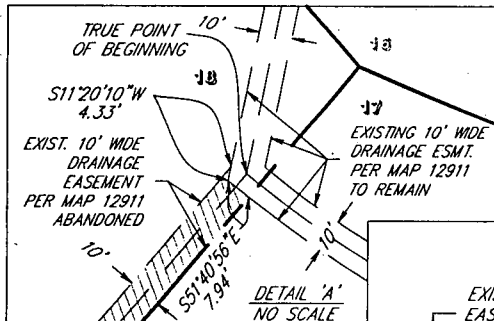 TRUE POINT
OF BEGINNING
10'
16
18
S11°20'10"W
4.33'
17
EXIST. 10' WIDE
DRAINAGE
EASEMENT
PER MAP 12911
ABANDONED
EXISTING 10' WIDE
DRAINAGE ESMT.
PER MAP 12911
TO REMAIN
10'
10'
S51°40'56"E
7.94'
DETAIL 'A'
NO SCALE